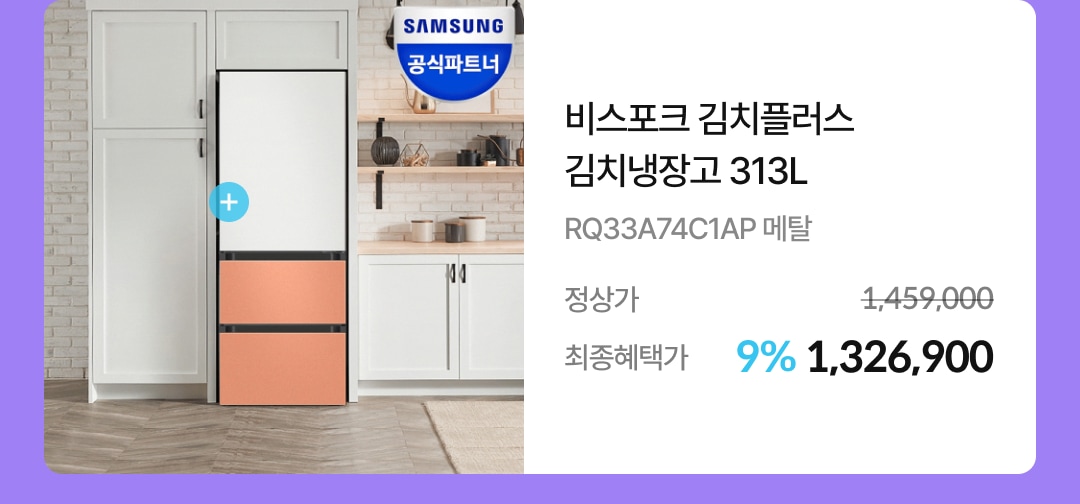 SAMSUNG
공식파트너
비스포크 김치플러스
김치냉장고 313L
RQ33A74C1AP 메탈
정상가 1,459,000
최종혜택가 9% 1,326,900